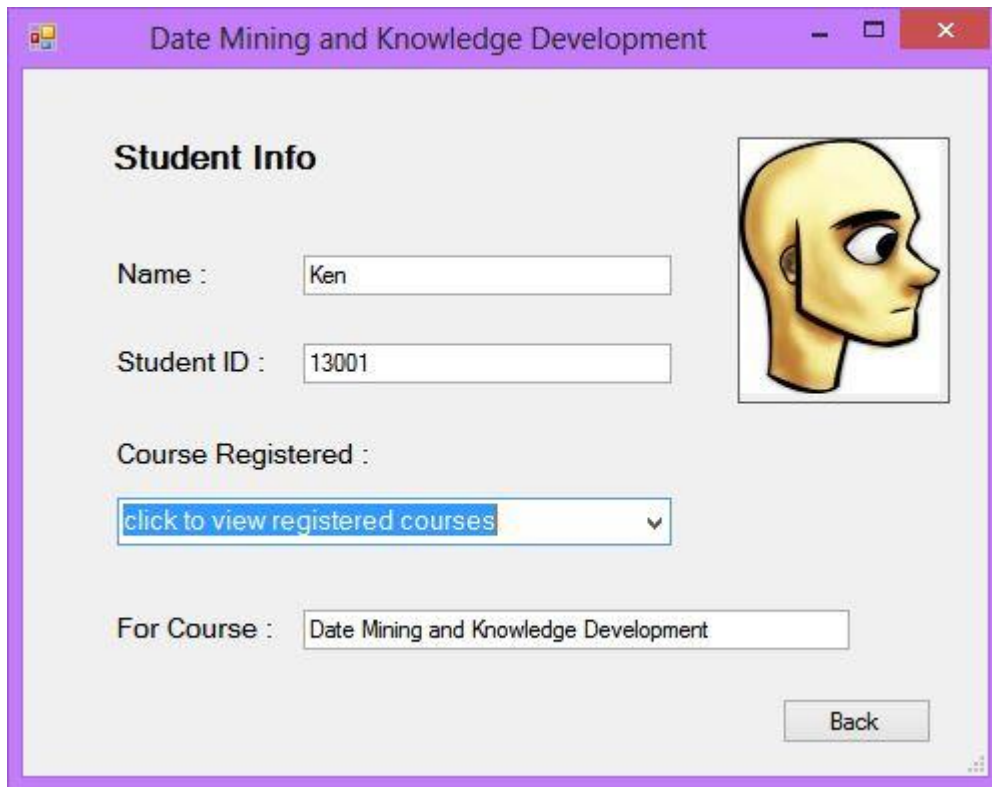 Date Mining and Knowledge Development
Student Info
Name : Ken
Student ID : 13001
Course Registered :
click to view registered courses
For Course : Date Mining and Knowledge Development
Back